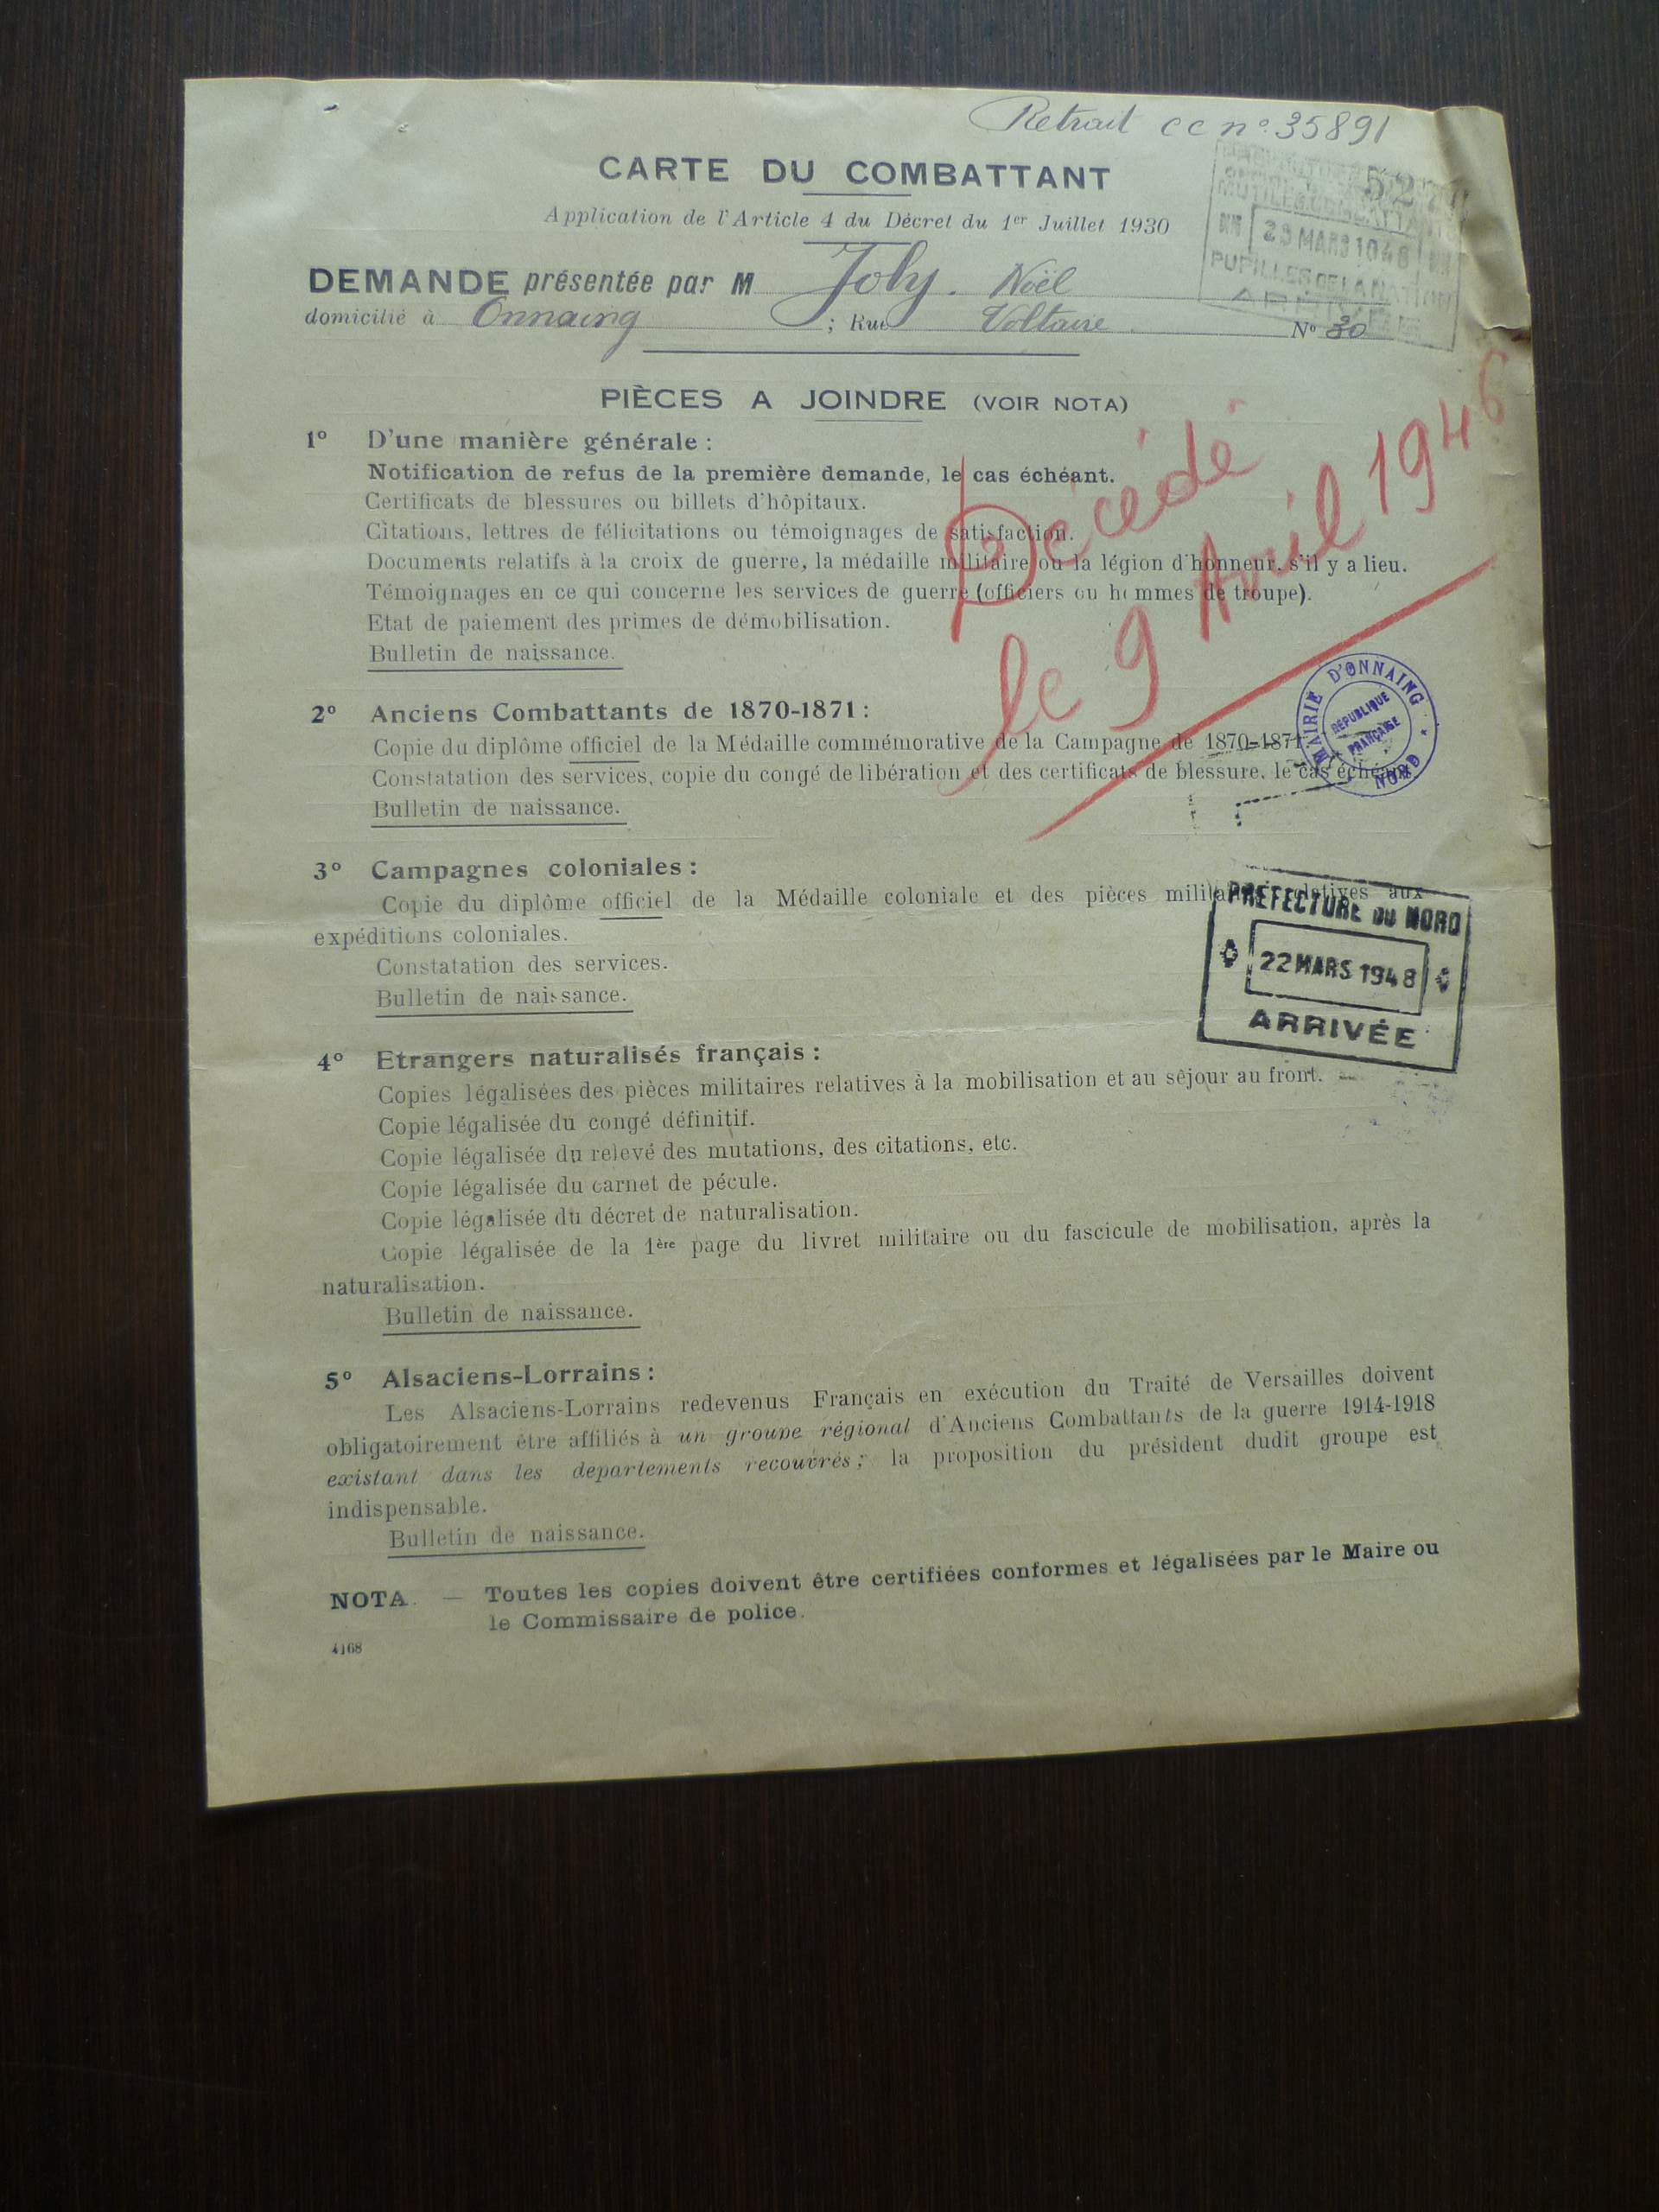 Retrait cc nº 35891
CARTE DU COMBATTANT
Application de l'Article 4 du Décret du 1er Juillet 1930
23 MARS 1948
PUPILLES DE LA NATION
ARRIVÉE
DEMANDE présentée par M Joly. Noël
domicilié à Onnaing ; Rue Voltaire. Nº 30
PIÈCES A JOINDRE (VOIR NOTA)
1º D'une manière générale :
Notification de refus de la première demande, le cas échéant.
Certificats de blessures ou billets d'hôpitaux.
Citations, lettres de félicitations ou témoignages de satisfaction.
Documents relatifs à la croix de guerre, la médaille militaire ou la légion d'honneur, s'il y a lieu.
Témoignages en ce qui concerne les services de guerre (officiers ou hommes de troupe).
Etat de paiement des primes de démobilisation.
Bulletin de naissance.
Décédé
le 9 Avril 1946
MAIRIE D'ONNAING
RÉPUBLIQUE
FRANÇAISE
NORD
2º Anciens Combattants de 1870-1871 :
Copie du diplôme officiel de la Médaille commémorative de la Campagne de 1870-1871
Constatation des services, copie du congé de libération et des certificats de blessure, le cas échéant.
Bulletin de naissance.
3º Campagnes coloniales :
Copie du diplôme officiel de la Médaille coloniale et des pièces militaires relatives aux
expéditions coloniales.
Constatation des services.
Bulletin de naissance.
PRÉFECTURE DU NORD
22 MARS 1948
ARRIVÉE
4º Etrangers naturalisés français :
Copies légalisées des pièces militaires relatives à la mobilisation et au séjour au front.
Copie légalisée du congé définitif.
Copie légalisée du relevé des mutations, des citations, etc.
Copie légalisée du carnet de pécule.
Copie légalisée du décret de naturalisation.
Copie légalisée de la 1ère page du livret militaire ou du fascicule de mobilisation, après la
naturalisation.
Bulletin de naissance.
5º Alsaciens-Lorrains :
Les Alsaciens-Lorrains redevenus Français en exécution du Traité de Versailles doivent
obligatoirement être affiliés à un groupe régional d'Anciens Combattants de la guerre 1914-1918
existant dans les departements recouvrés ; la proposition du président dudit groupe est
indispensable.
Bulletin de naissance.
NOTA. — Toutes les copies doivent être certifiées conformes et légalisées par le Maire ou
le Commissaire de police.
4168